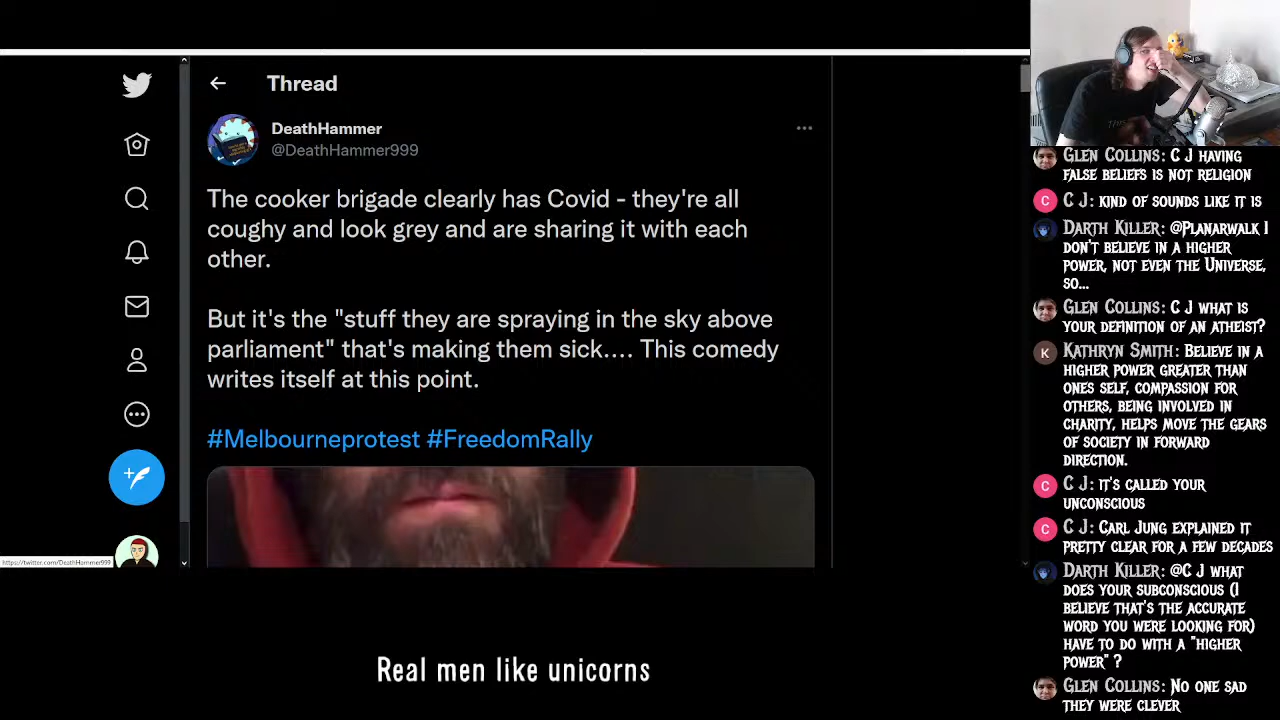 Thread
DeathHammer
@DeathHammer999
The cooker brigade clearly has Covid - they're all
coughy and look grey and are sharing it with each
other.
But it's the "stuff they are spraying in the sky above
parliament" that's making them sick.... This comedy
writes itself at this point.
#Melbourneprotest #FreedomRally
https://twitter.com/DeathHammer999
Real men like unicorns
Glen Collins: C J having
false beliefs is not religion
C
C J: kind of sounds like it is
Darth Killer: @Planarwalk I
don't believe in a higher
power, not even the Universe,
so...
Glen Collins: C J what is
your definition of an atheist?
K
Kathryn Smith: Believe in a
higher power greater than
ones self, compassion for
others, being involved in
charity, helps move the gears
of society in forward
direction.
C
C J: it's called your
unconscious
C
C J: Carl Jung explained it
pretty clear for a few decades
Darth Killer: @C J what
does your subconscious (I
believe that's the accurate
word you were looking for)
have to do with a "higher
power" ?
Glen Collins: No one sad
they were clever